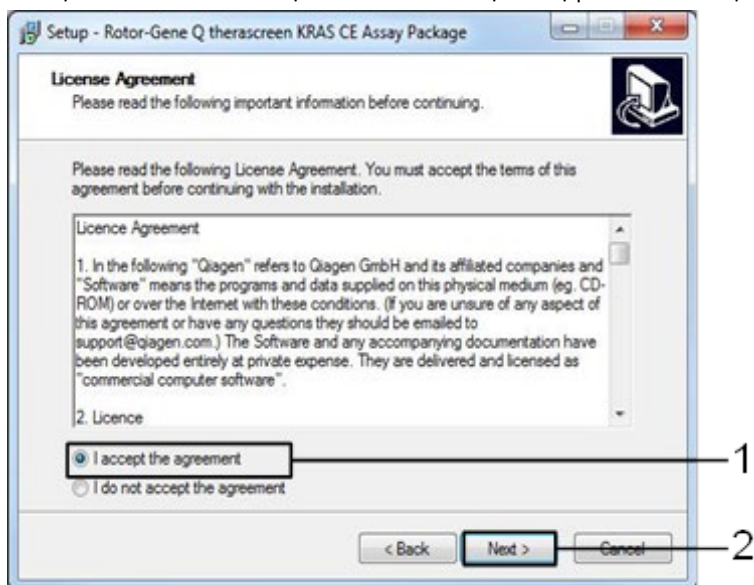 Setup - Rotor-Gene Q therascreen KRAS CE Assay Package
License Agreement
Please read the following important information before continuing.
Please read the following License Agreement. You must accept the terms of this
agreement before continuing with the installation.
Licence Agreement
1. In the following "Qiagen" refers to Qiagen GmbH and its affiliated companies and
"Software" means the programs and data supplied on this physical medium (eg. CD-
ROM) or over the Internet with these conditions. (If you are unsure of any aspect of
this agreement or have any questions they should be emailed to
support@qiagen.com.) The Software and any accompanying documentation have
been developed entirely at private expense. They are delivered and licensed as
"commercial computer software".
2. Licence
I accept the agreement
1
I do not accept the agreement
< Back Next > Cancel
2